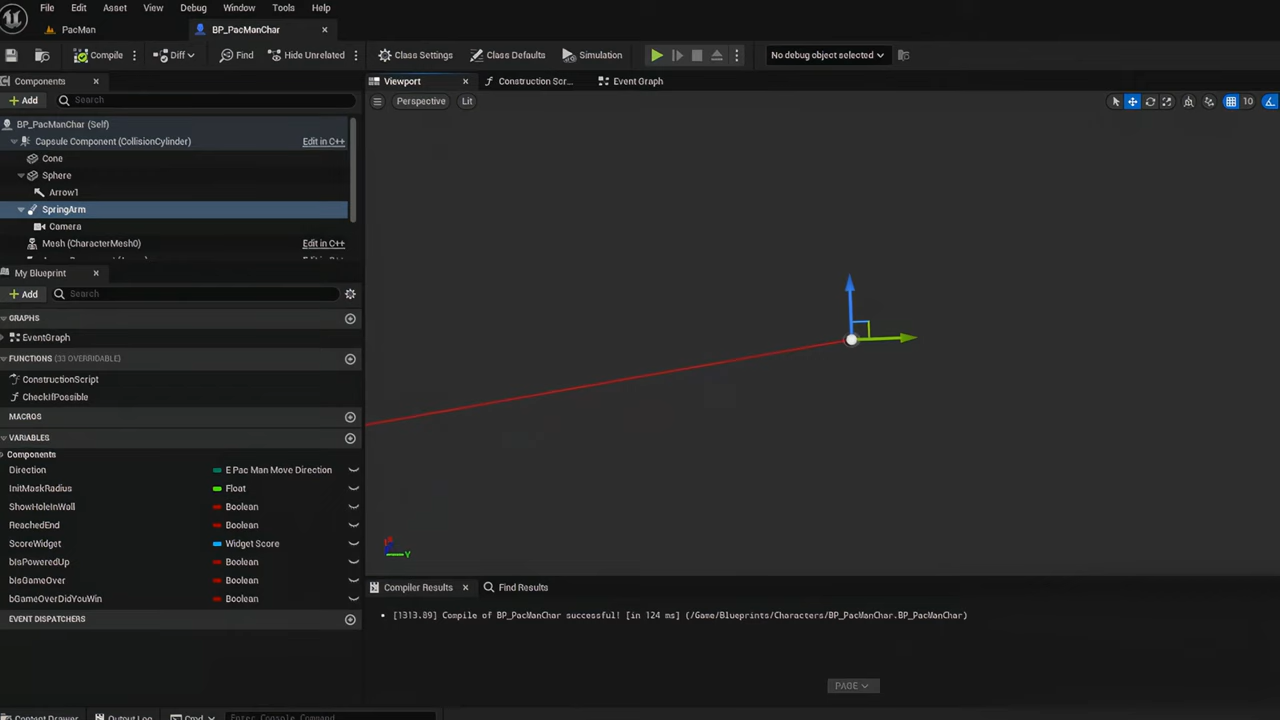 File Edit Asset View Debug Window Tools Help
PacMan BP_PacManChar
Compile Diff Find Hide Unrelated Class Settings Class Defaults Simulation No debug object selected
Components Viewport Construction Scr... Event Graph
Add Search Perspective Lit 10
BP_PacManChar (Self)
Capsule Component (CollisionCylinder) Edit in C++
Cone
Sphere
Arrow1
SpringArm
Camera
Mesh (CharacterMesh0) Edit in C++
My Blueprint
Add Search
GRAPHS
EventGraph
FUNCTIONS (33 OVERRIDABLE)
ConstructionScript
CheckIfPossible
MACROS
VARIABLES
Components
Direction E Pac Man Move Direction
InitMaskRadius Float
ShowHoleInWall Boolean
ReachedEnd Boolean
ScoreWidget Widget Score
bIsPoweredUp Boolean
bIsGameOver Boolean
bGameOverDidYouWin Boolean
EVENT DISPATCHERS
Y
Compiler Results Find Results
[1313.89] Compile of BP_PacManChar successful! [in 124 ms] (/Game/Blueprints/Characters/BP_PacManChar.BP_PacManChar)
PAGE
Content Drawer Output Log Cmd Enter Console Command